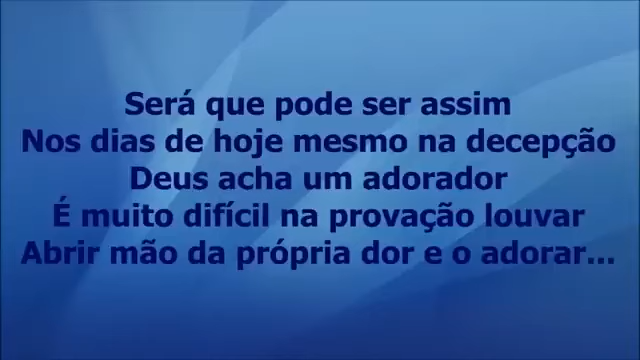 Será que pode ser assim
Nos dias de hoje mesmo na decepção
Deus acha um adorador
É muito difícil na provação louvar
Abrir mão da própria dor e o adorar...